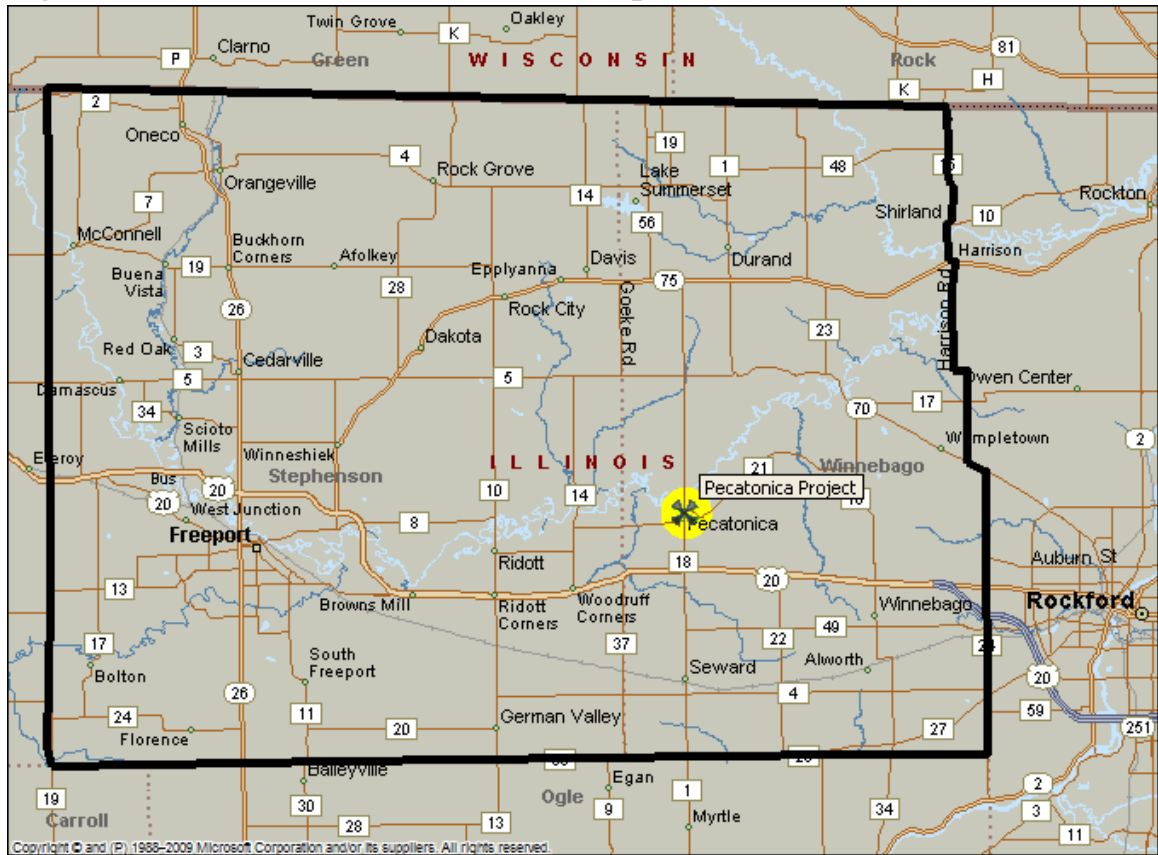 Twin Grove
Oakley
Clarno
K
P
Green
WISCONSIN
Rock
81
H
K
2
Oneco
19
4
1
48
Rock Grove
Lake
Summerset
Orangeville
14
7
56
Shirland
10
Rockton
McConnell
Buckhorn
Corners
Afolkey
Davis
Durand
Harrison
Buena
Vista
19
Epplyanna
75
28
Rock City
Goeke Rd
Harrison Rd
26
23
Dakota
Red Oak
3
Cedarville
Damascus
5
5
Owen Center
34
70
17
Scioto
Mills
2
Winneshiek
Wempletown
Eleroy
ILLINOIS
Stephenson
21
Winnebago
Bus
20
20
10
14
Pecatonica Project
West Junction
8
Pecatonica
Freeport
Ridott
18
Auburn St
13
20
Browns Mill
Ridott
Corners
Woodruff
Corners
Winnebago
Rockford
49
17
22
37
South
Freeport
Bolton
Seward
Alworth
20
26
4
24
11
20
German Valley
59
27
251
Florence
Baileyville
Egan
19
Ogle
1
2
30
9
34
3
Carroll
28
13
Myrtle
11
Copyright © and (P) 1988–2009 Microsoft Corporation and/or its suppliers. All rights reserved.